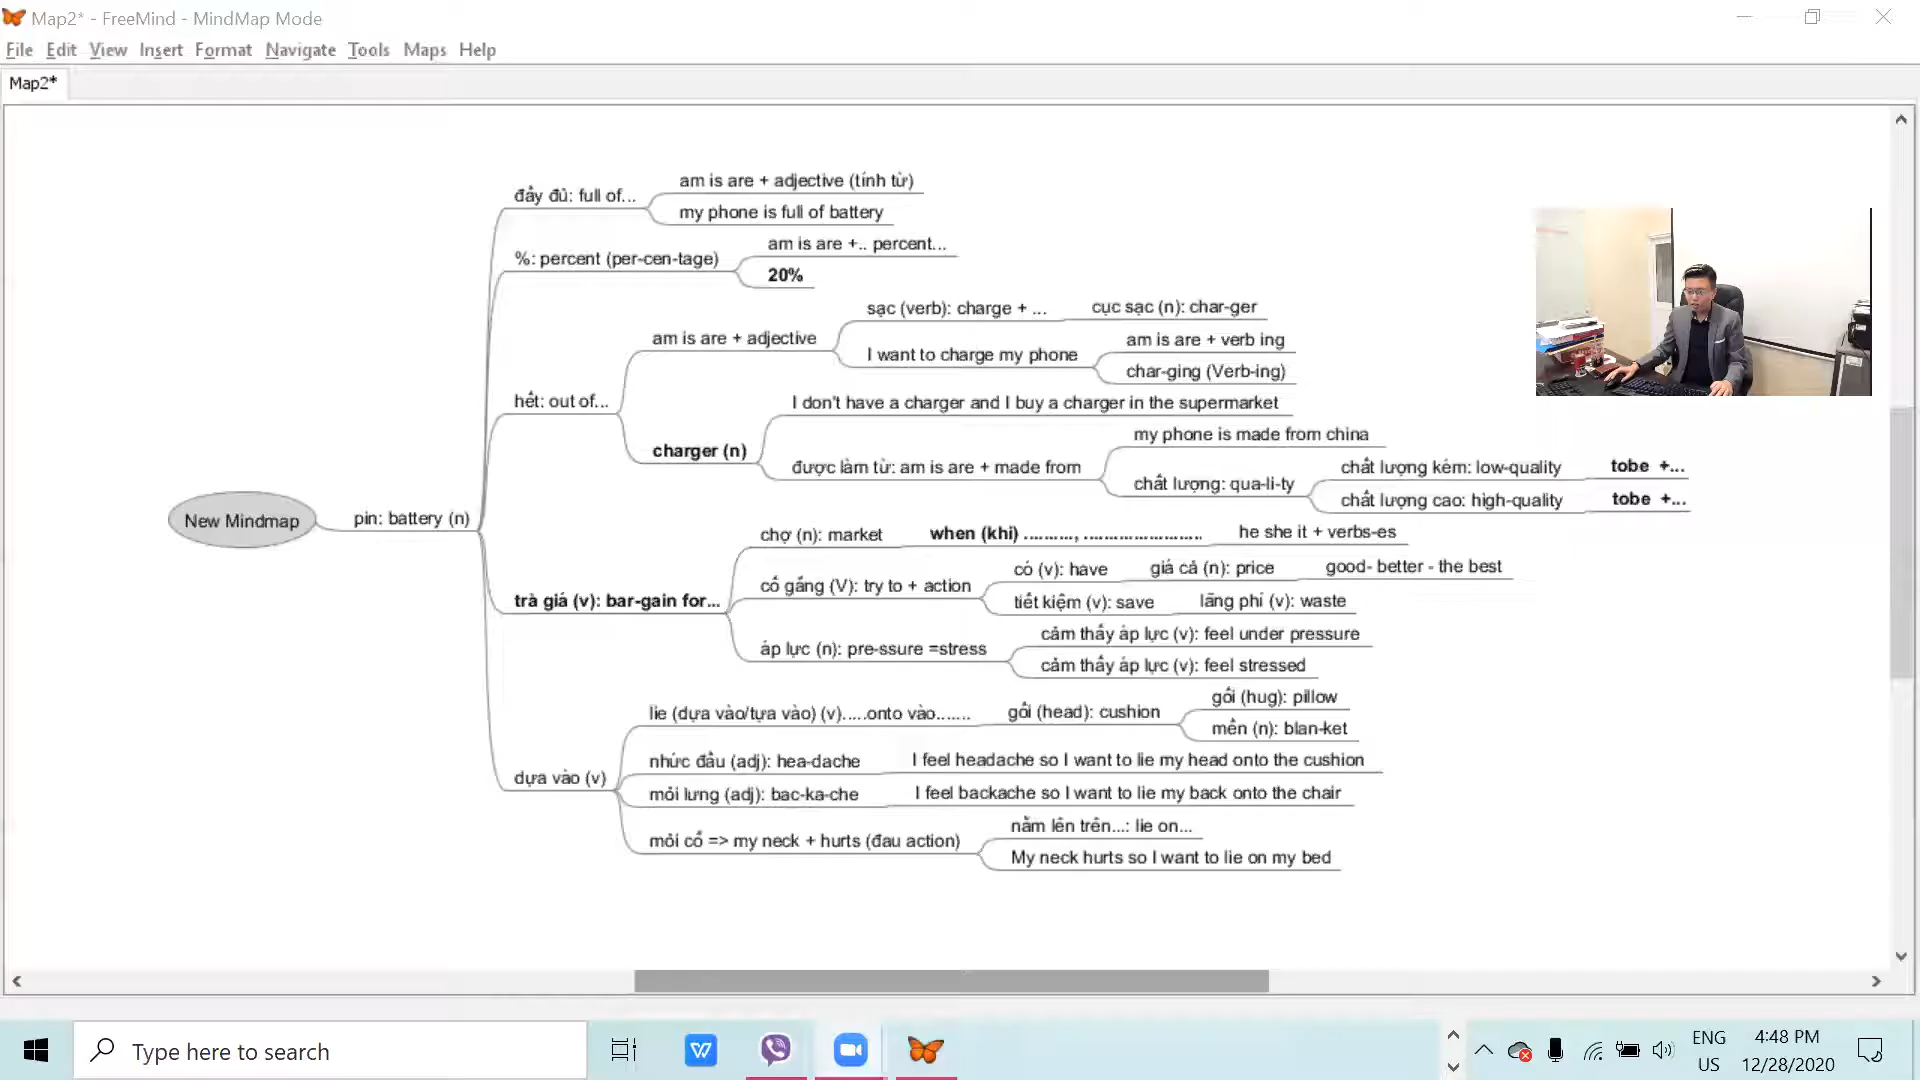 Map2* - FreeMind - MindMap Mode
File Edit View Insert Format Navigate Tools Maps Help
Map2*
New Mindmap
pin: battery (n)
đầy đủ: full of...
am is are + adjective (tính từ)
my phone is full of battery
%: percent (per-cen-tage)
am is are +.. percent...
20%
hết: out of...
am is are + adjective
sạc (verb): charge + ...
cục sạc (n): char-ger
I want to charge my phone
am is are + verb ing
char-ging (Verb-ing)
charger (n)
I don't have a charger and I buy a charger in the supermarket
được làm từ: am is are + made from
my phone is made from china
chất lượng: qua-li-ty
chất lượng kém: low-quality
tobe +...
chất lượng cao: high-quality
tobe +...
trà giá (v): bar-gain for...
chợ (n): market
when (khi) .........., ......................
he she it + verbs-es
cố gắng (V): try to + action
có (v): have
giá cả (n): price
good- better - the best
tiết kiệm (v): save
lãng phí (v): waste
áp lực (n): pre-ssure =stress
cảm thấy áp lực (v): feel under pressure
cảm thấy áp lực (v): feel stressed
dựa vào (v)
lie (dựa vào/tựa vào) (v).....onto vào.......
gối (head): cushion
gối (hug): pillow
mền (n): blan-ket
nhức đầu (adj): hea-dache
I feel headache so I want to lie my head onto the cushion
mỏi lưng (adj): bac-ka-che
I feel backache so I want to lie my back onto the chair
mỏi cổ => my neck + hurts (đau action)
nằm lên trên...: lie on...
My neck hurts so I want to lie on my bed
Type here to search
ENG
US
4:48 PM
12/28/2020